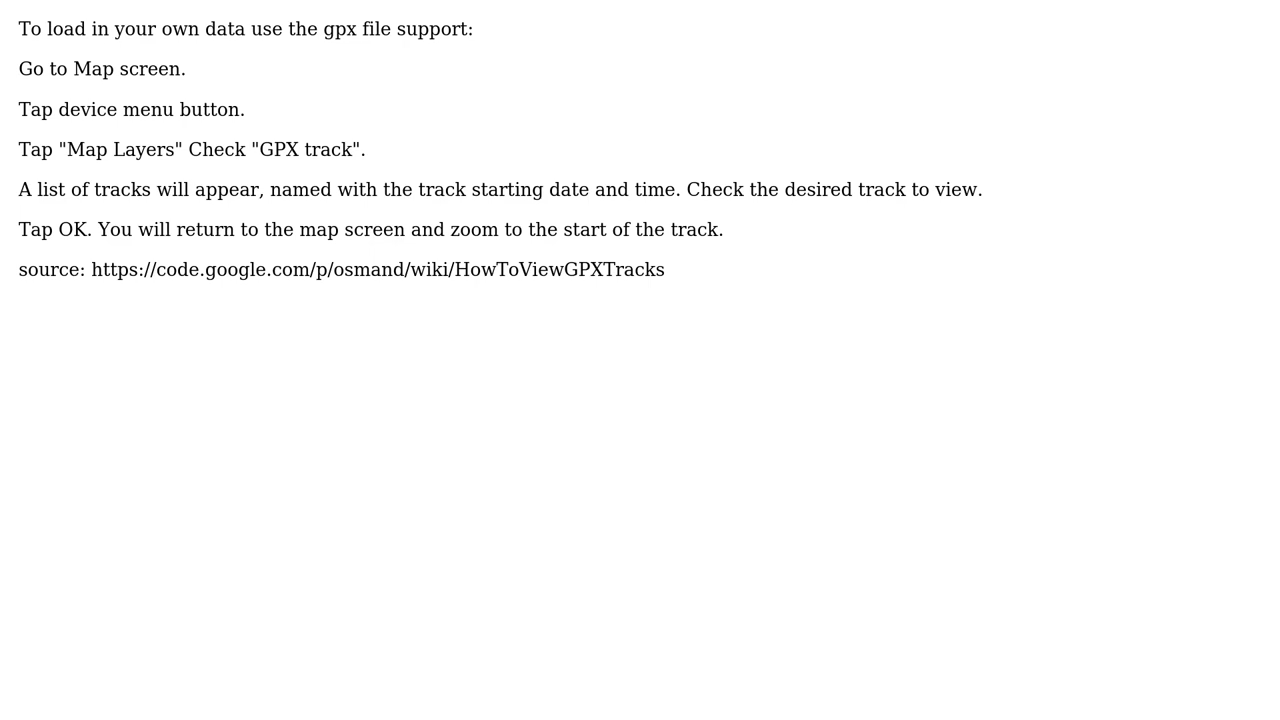 To load in your own data use the gpx file support:
Go to Map screen.
Tap device menu button.
Tap "Map Layers" Check "GPX track".
A list of tracks will appear, named with the track starting date and time. Check the desired track to view.
Tap OK. You will return to the map screen and zoom to the start of the track.
source: https://code.google.com/p/osmand/wiki/HowToViewGPXTracks